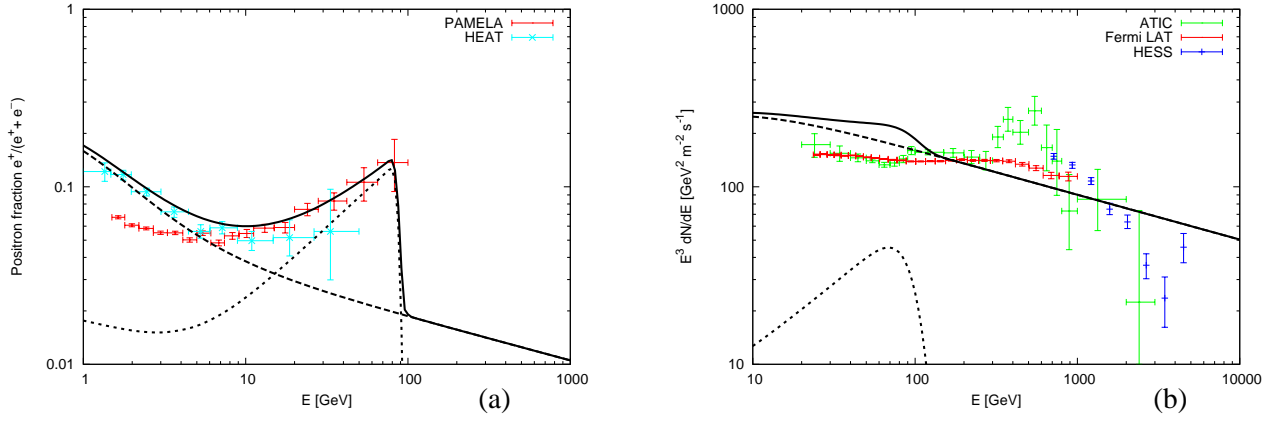 1
0.1
0.01
Positron fraction e⁺/(e⁺+ e⁻)
PAMELA
HEAT
1
10
100
1000
E [GeV]
(a)
1000
100
10
E³ dN/dE [GeV² m⁻² s⁻¹]
ATIC
Fermi LAT
HESS
10
100
1000
10000
E [GeV]
(b)